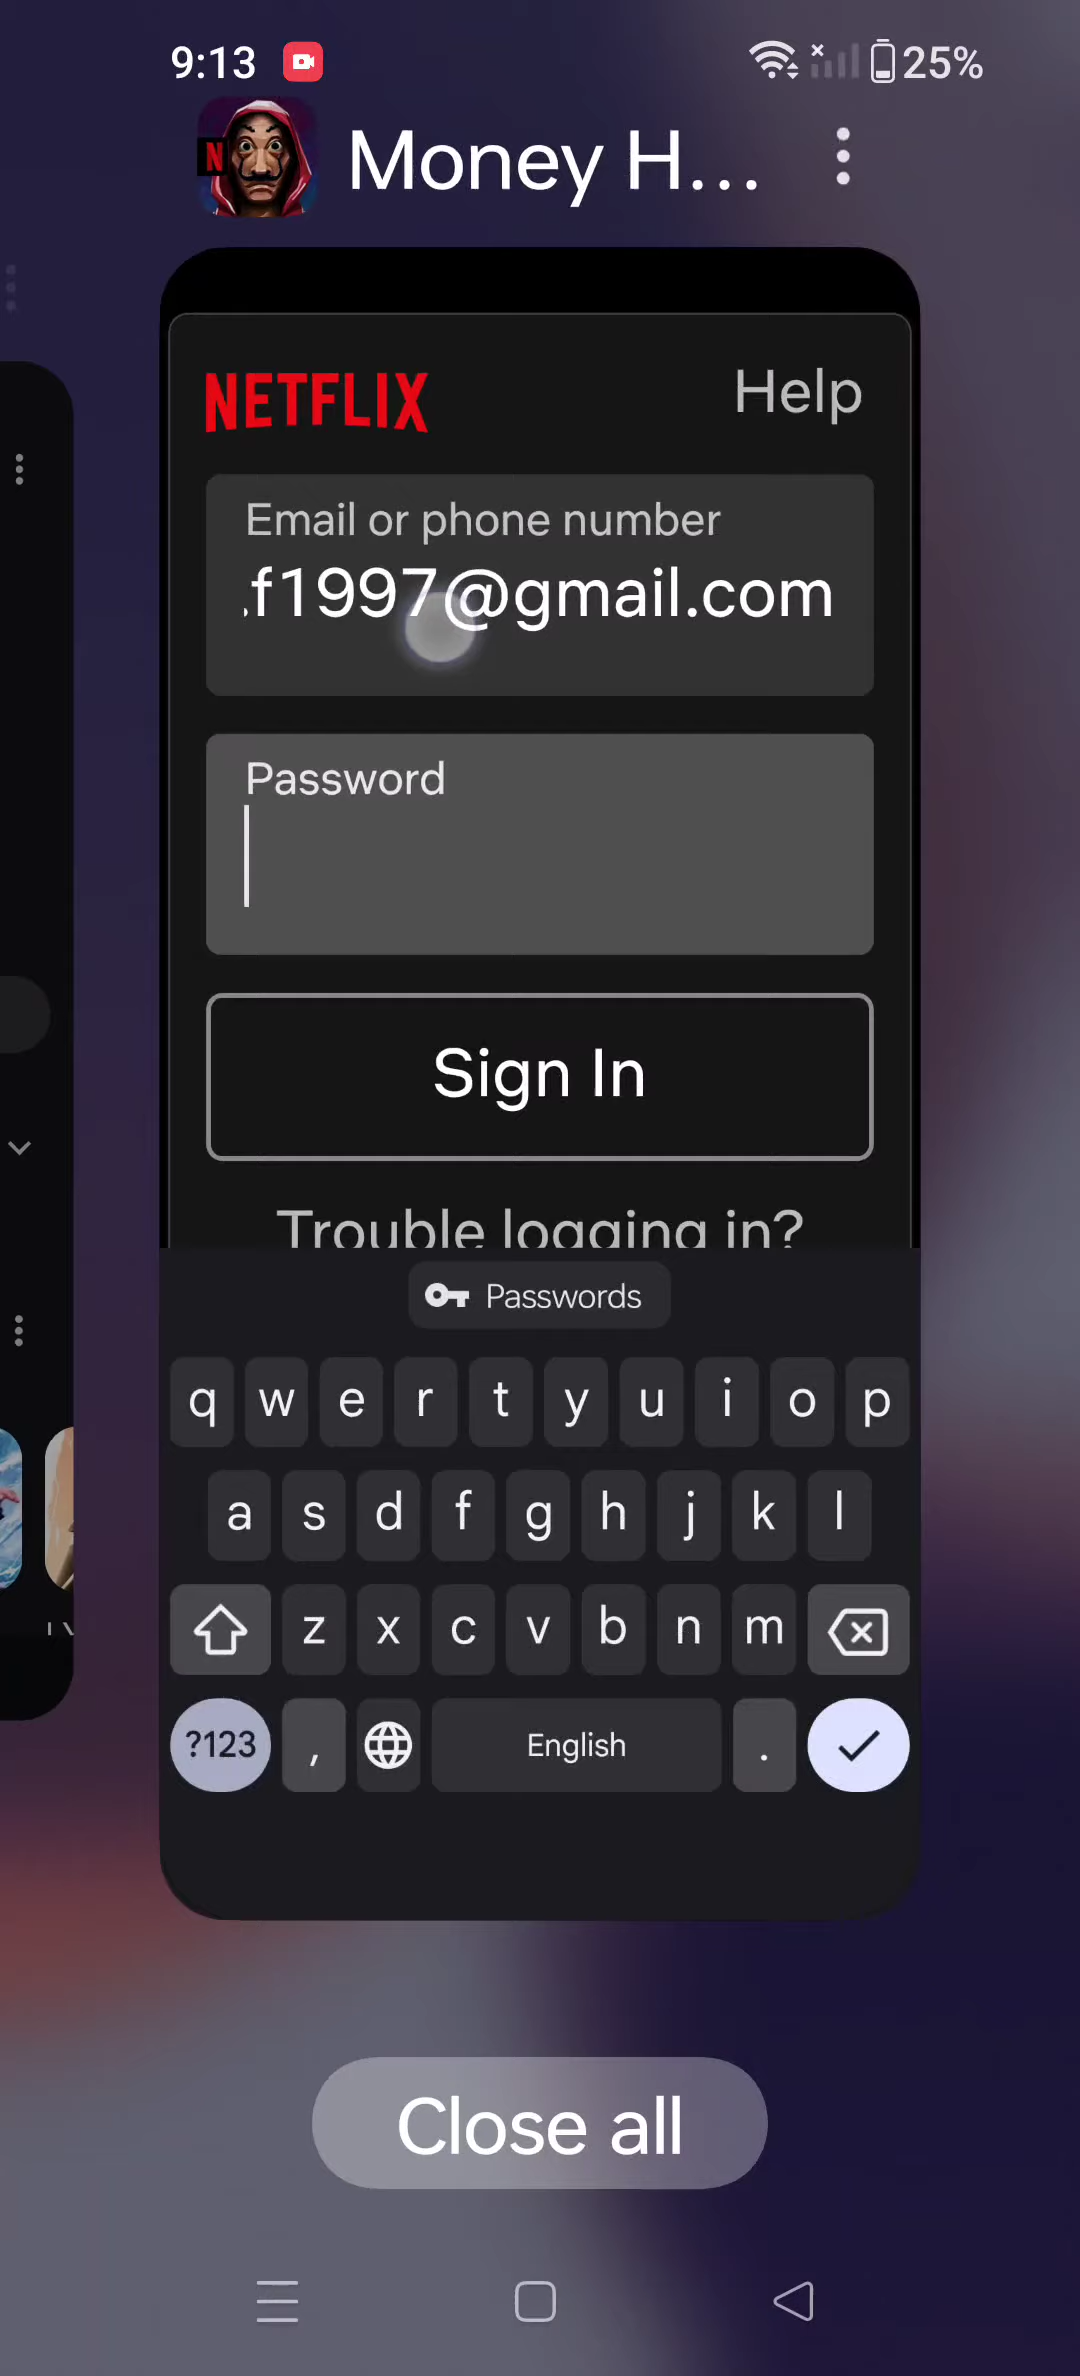 9:13
25%
N
Money H...
NETFLIX
Help
Email or phone number
.f1997@gmail.com
Password
Sign In
Trouble logging in?
Passwords
q w e r t y u i o p
a s d f g h j k l
z x c v b n m
?123 , English .
Close all